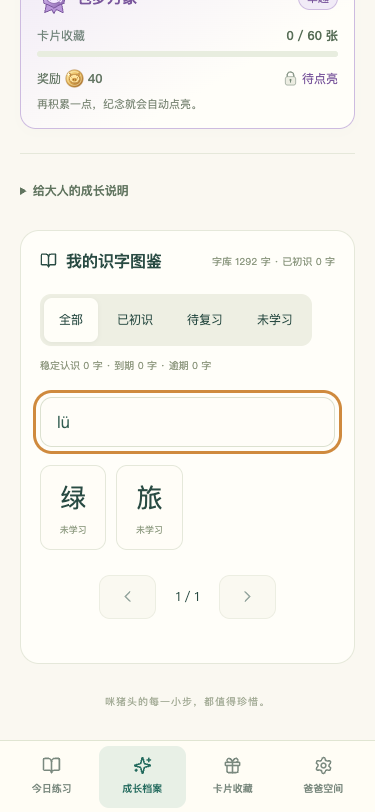 卡片收藏
0 / 60 张
奖励 40
待点亮
再积累一点，纪念就会自动点亮。
给大人的成长说明
我的识字图鉴
字库 1292 字 · 已初识 0 字
全部
已初识
待复习
未学习
稳定认识 0 字 · 到期 0 字 · 逾期 0 字
lü
绿
未学习
旅
未学习
1 / 1
咪猪头的每一小步，都值得珍惜。
今日练习
成长档案
卡片收藏
爸爸空间